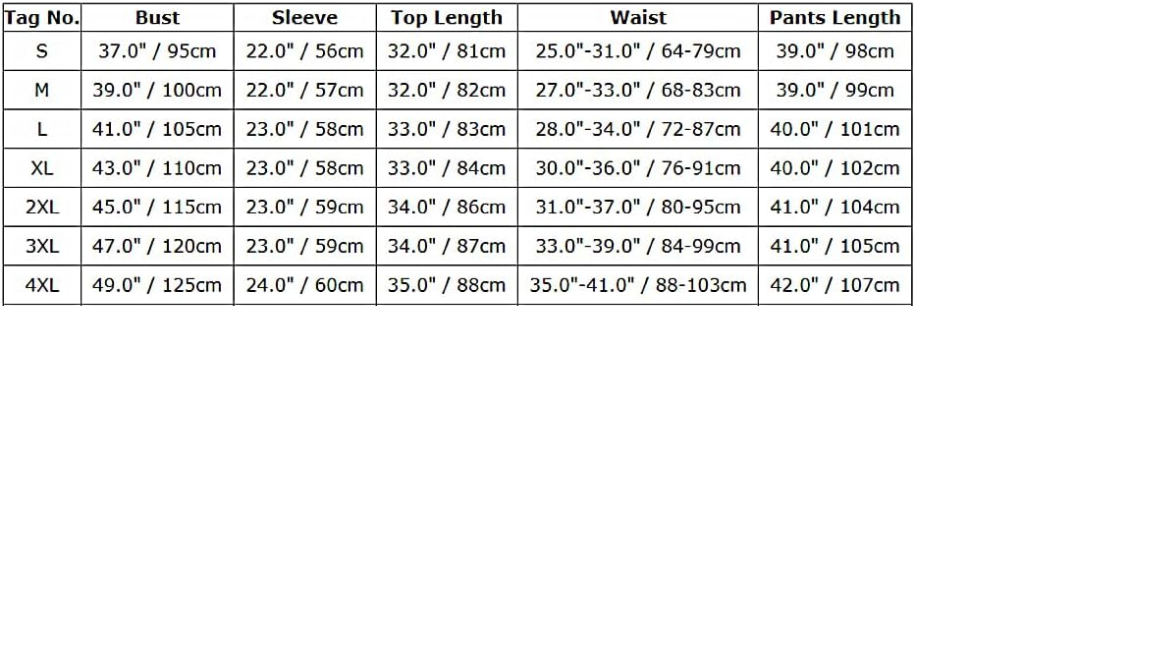 Tag No. Bust Sleeve Top Length Waist Pants Length
S 37.0" / 95cm 22.0" / 56cm 32.0" / 81cm 25.0"-31.0" / 64-79cm 39.0" / 98cm
M 39.0" / 100cm 22.0" / 57cm 32.0" / 82cm 27.0"-33.0" / 68-83cm 39.0" / 99cm
L 41.0" / 105cm 23.0" / 58cm 33.0" / 83cm 28.0"-34.0" / 72-87cm 40.0" / 101cm
XL 43.0" / 110cm 23.0" / 58cm 33.0" / 84cm 30.0"-36.0" / 76-91cm 40.0" / 102cm
2XL 45.0" / 115cm 23.0" / 59cm 34.0" / 86cm 31.0"-37.0" / 80-95cm 41.0" / 104cm
3XL 47.0" / 120cm 23.0" / 59cm 34.0" / 87cm 33.0"-39.0" / 84-99cm 41.0" / 105cm
4XL 49.0" / 125cm 24.0" / 60cm 35.0" / 88cm 35.0"-41.0" / 88-103cm 42.0" / 107cm